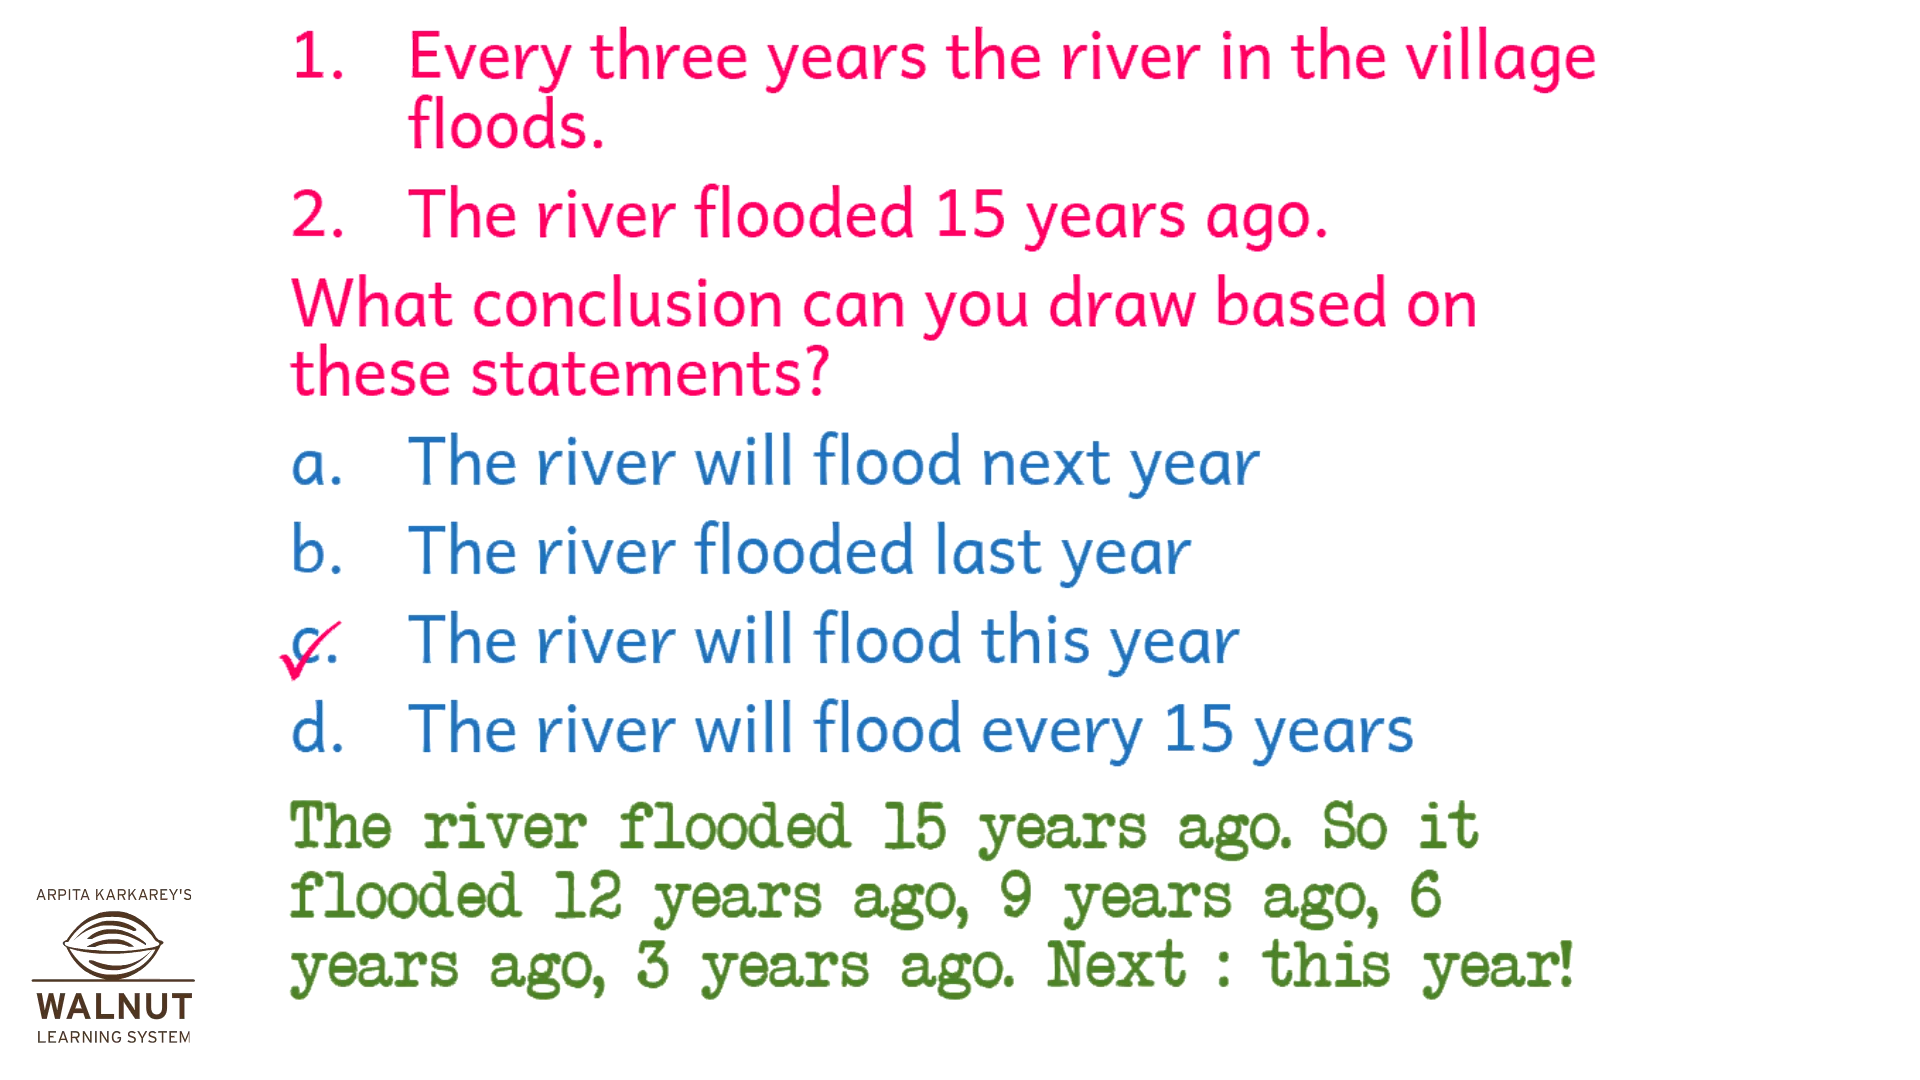 1. Every three years the river in the village
floods.
2. The river flooded 15 years ago.
What conclusion can you draw based on
these statements?
a. The river will flood next year
b. The river flooded last year
c. The river will flood this year
d. The river will flood every 15 years
The river flooded 15 years ago. So it
flooded 12 years ago, 9 years ago, 6
years ago, 3 years ago. Next : this year!
ARPITA KARKAREY'S
WALNUT
LEARNING SYSTEM